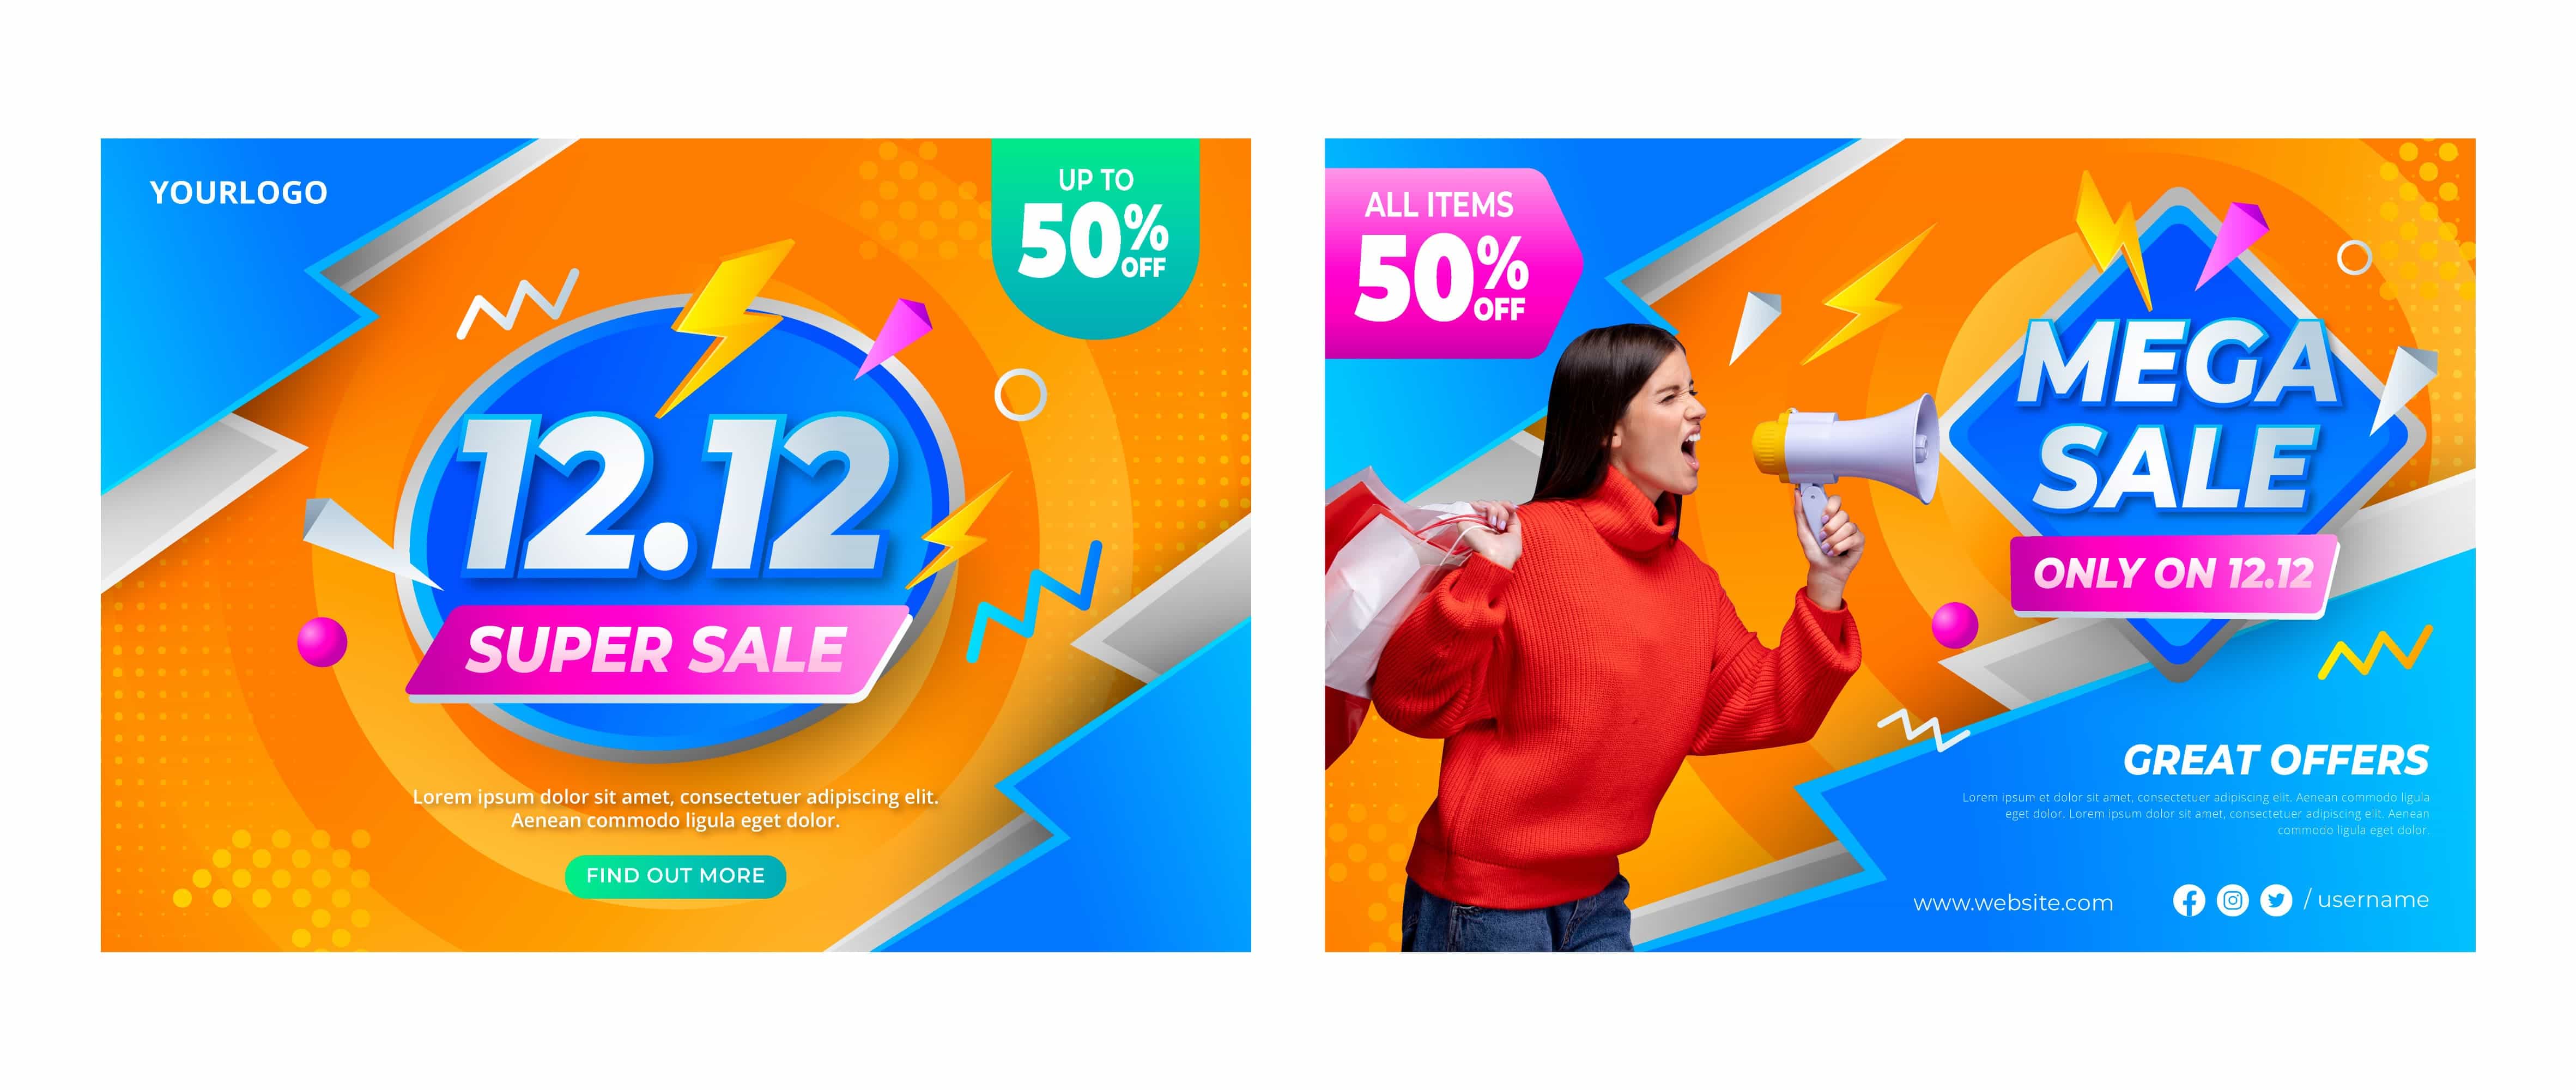 YOURLOGO
UP TO
50%
OFF
12.12
SUPER SALE
Lorem ipsum dolor sit amet, consectetuer adipiscing elit.
Aenean commodo ligula eget dolor.
FIND OUT MORE
ALL ITEMS
50%
OFF
MEGA
SALE
ONLY ON 12.12
GREAT OFFERS
Lorem ipsum et dolor sit amet, consectetuer adipiscing elit. Aenean commodo ligula
eget dolor. Lorem ipsum dolor sit amet, consectetuer adipiscing elit. Aenean
commodo ligula eget dolor.
www.website.com
/ username